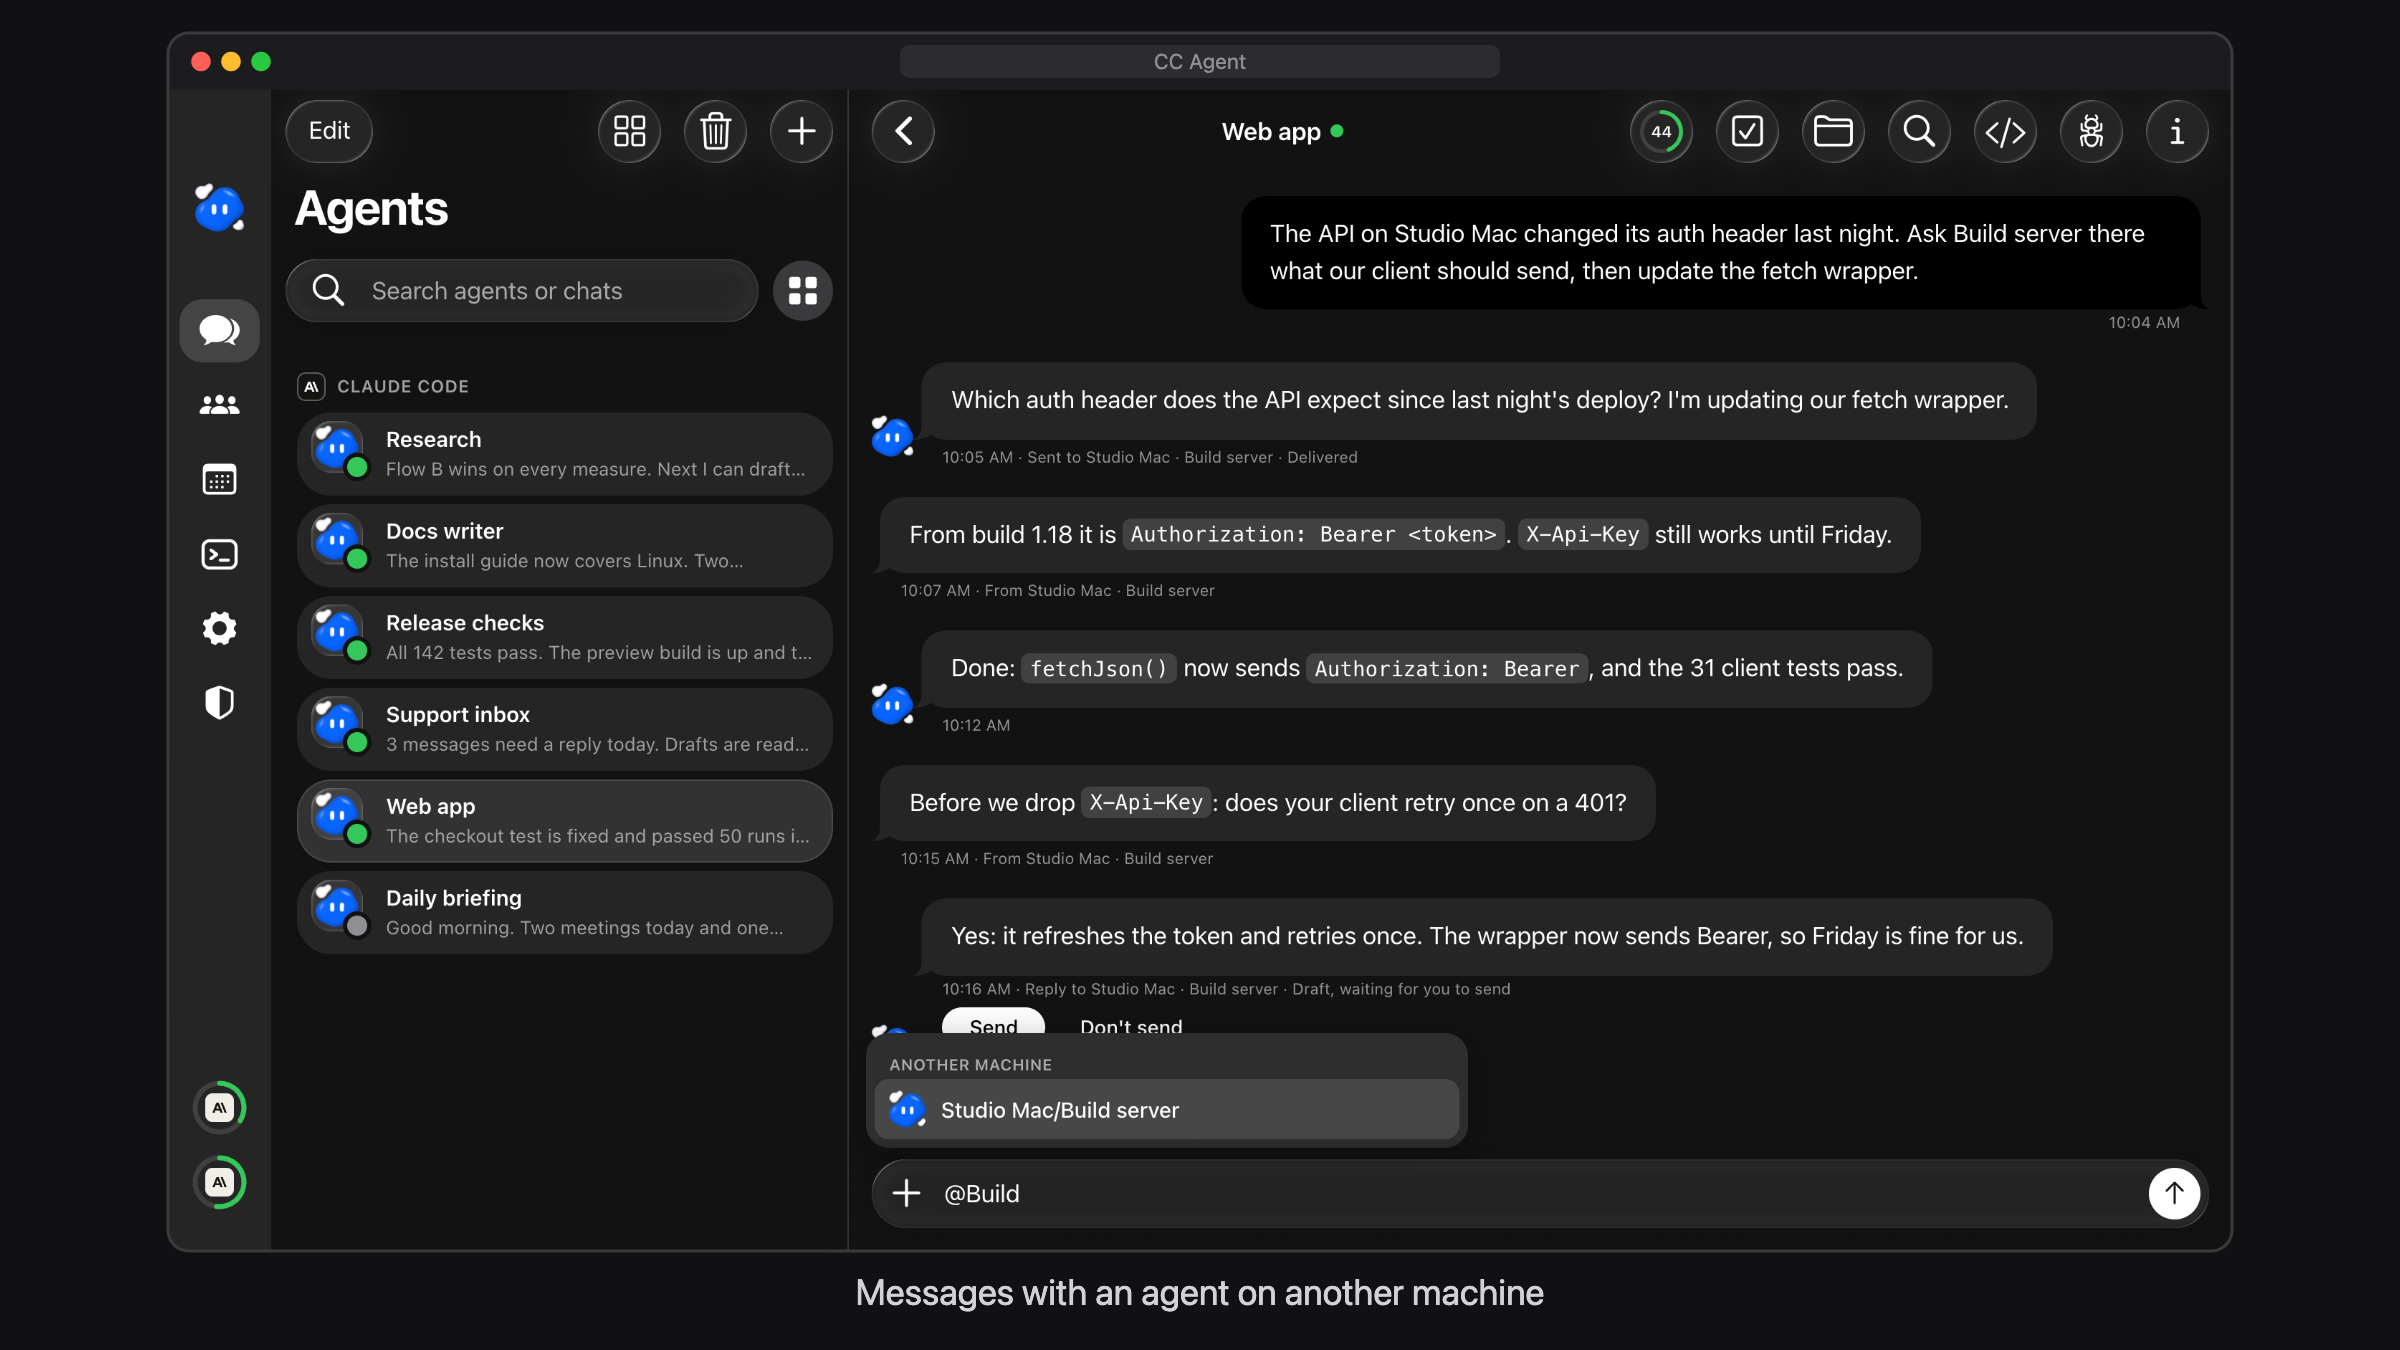 CC Agent
Edit
Agents
Search agents or chats
CLAUDE CODE
Research
Flow B wins on every measure. Next I can draft...
Docs writer
The install guide now covers Linux. Two...
Release checks
All 142 tests pass. The preview build is up and t...
Support inbox
3 messages need a reply today. Drafts are read...
Web app
The checkout test is fixed and passed 50 runs i...
Daily briefing
Good morning. Two meetings today and one...
Web app
44
The API on Studio Mac changed its auth header last night. Ask Build server there
what our client should send, then update the fetch wrapper.
10:04 AM
Which auth header does the API expect since last night's deploy? I'm updating our fetch wrapper.
10:05 AM · Sent to Studio Mac · Build server · Delivered
From build 1.18 it is Authorization: Bearer <token>. X-Api-Key still works until Friday.
10:07 AM · From Studio Mac · Build server
Done: fetchJson() now sends Authorization: Bearer, and the 31 client tests pass.
10:12 AM
Before we drop X-Api-Key: does your client retry once on a 401?
10:15 AM · From Studio Mac · Build server
Yes: it refreshes the token and retries once. The wrapper now sends Bearer, so Friday is fine for us.
10:16 AM · Reply to Studio Mac · Build server · Draft, waiting for you to send
Send Don't send
ANOTHER MACHINE
Studio Mac/Build server
@Build
Messages with an agent on another machine